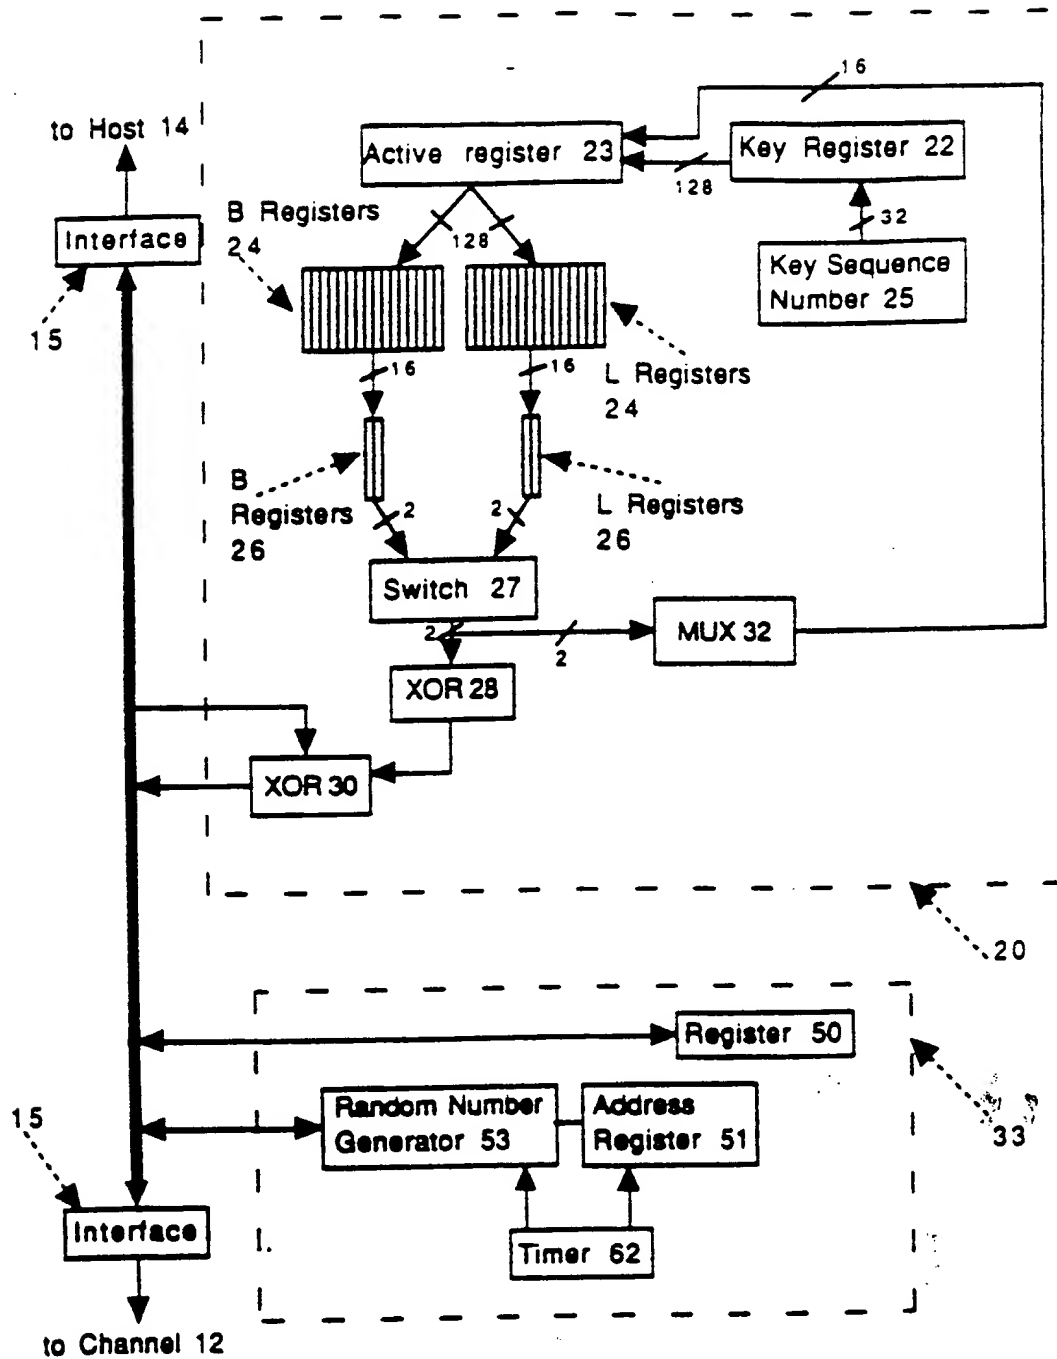 16
to Host 14
Active register 23
Key Register 22
128
B Registers
24
128
32
Interface
Key Sequence
Number 25
15
16
16
L Registers
24
B
Registers
26
2
2
L Registers
26
Switch 27
2
2
MUX 32
XOR 28
XOR 30
20
Register 50
15
Random Number
Generator 53
Address
Register 51
33
Interface
Timer 62
to Channel 12